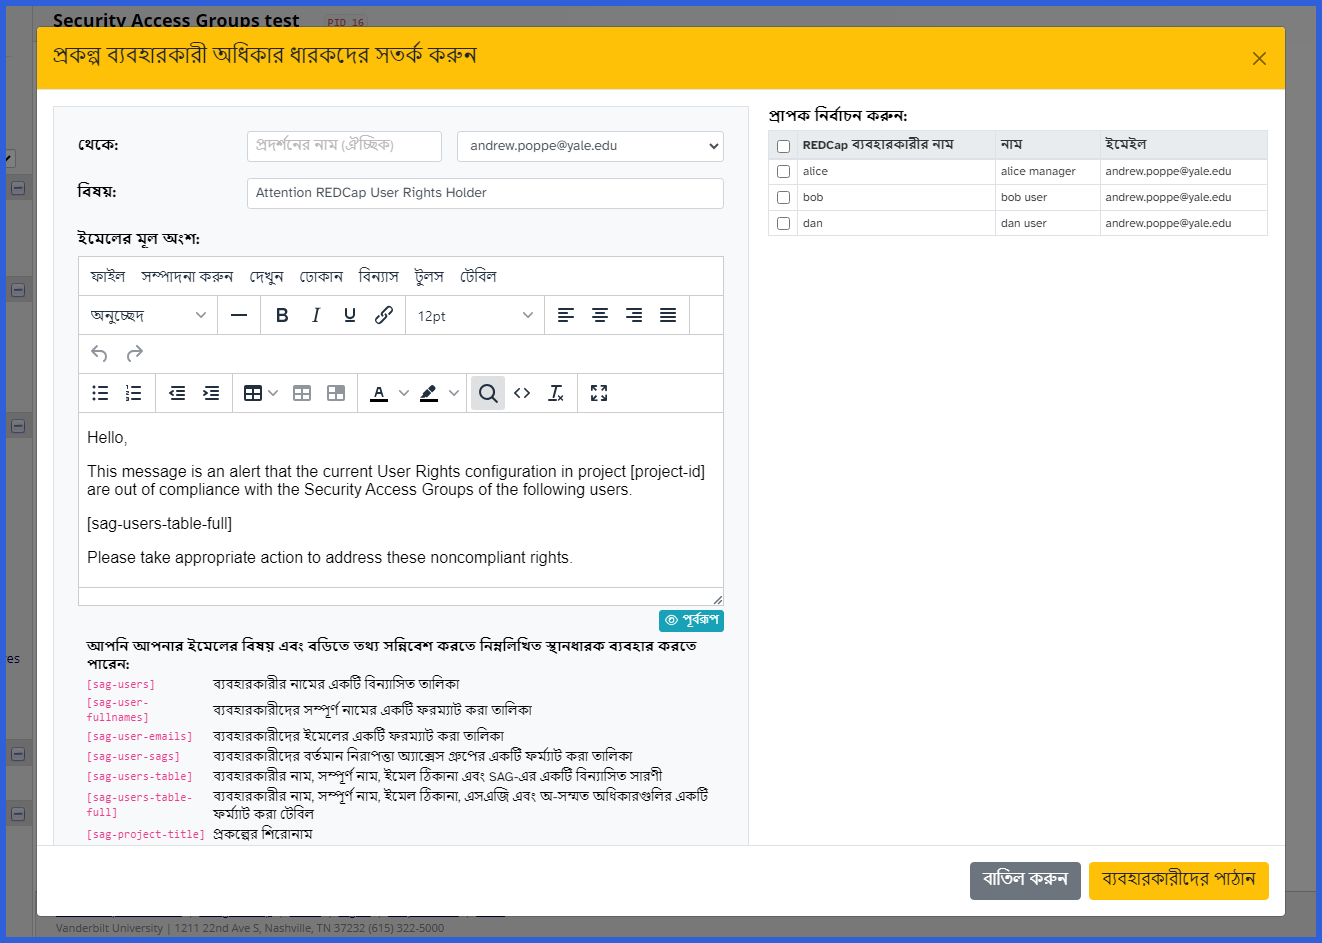 Security Access Groups test PID 16
প্রকল্প ব্যবহারকারী অধিকার ধারকদের সতর্ক করুন
থেকে: প্রদর্শনের নাম (ঐচ্ছিক) andrew.poppe@yale.edu
বিষয়: Attention REDCap User Rights Holder
ইমেলের মূল অংশ:
ফাইল সম্পাদনা করুন দেখুন ঢোকান বিন্যাস টুলস টেবিল
অনুচ্ছেদ B I U 12pt
Hello,
This message is an alert that the current User Rights configuration in project [project-id]
are out of compliance with the Security Access Groups of the following users.
[sag-users-table-full]
Please take appropriate action to address these noncompliant rights.
পূর্বরূপ
আপনি আপনার ইমেলের বিষয় এবং বডিতে তথ্য সন্নিবেশ করতে নিম্নলিখিত স্থানধারক ব্যবহার করতে
পারেন:
[sag-users] ব্যবহারকারীর নামের একটি বিন্যাসিত তালিকা
[sag-user-
fullnames] ব্যবহারকারীদের সম্পূর্ণ নামের একটি ফরম্যাট করা তালিকা
[sag-user-emails] ব্যবহারকারীদের ইমেলের একটি ফরম্যাট করা তালিকা
[sag-user-sags] ব্যবহারকারীদের বর্তমান নিরাপত্তা অ্যাক্সেস গ্রুপের একটি ফর্ম্যাট করা তালিকা
[sag-users-table] ব্যবহারকারীর নাম, সম্পূর্ণ নাম, ইমেল ঠিকানা এবং SAG-এর একটি বিন্যাসিত সারণী
[sag-users-table- ব্যবহারকারীর নাম, সম্পূর্ণ নাম, ইমেল ঠিকানা, এসএজি এবং অ-সম্মত অধিকারগুলির একটি
full] ফর্ম্যাট করা টেবিল
[sag-project-title] প্রকল্পের শিরোনাম
প্রাপক নির্বাচন করুন:
REDCap ব্যবহারকারীর নাম নাম ইমেইল
alice alice manager andrew.poppe@yale.edu
bob bob user andrew.poppe@yale.edu
dan dan user andrew.poppe@yale.edu
বাতিল করুন ব্যবহারকারীদের পাঠান
es
Vanderbilt University | 1211 22nd Ave S, Nashville, TN 37232 (615) 322-5000